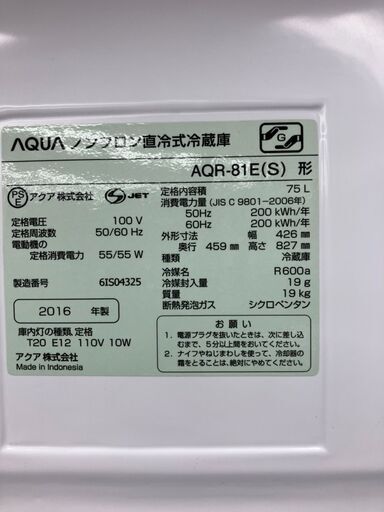 AQUA ノンフロン直冷式冷蔵庫
G
AQR-81E(S) 形
PS
E
アクア株式会社
S JET
定格電圧 100 V
定格周波数 50/60 Hz
電動機の
定格消費電力 55/55 W
製造番号 6IS04325
2016 年製
庫内灯の種類, 定格
T20 E12 110V 10W
アクア株式会社
Made in Indonesia
定格内容積 75 L
消費電力量 (JIS C 9801-2006年)
50Hz 200 kWh/年
60Hz 200 kWh/年
外形寸法 幅 426 mm
奥行 459 mm 高さ 827 mm
種類 冷蔵庫
冷媒名 R600a
冷媒封入量 19 g
質量 19 kg
断熱発泡ガス シクロペンタン
お 願 い
1. 電源プラグを抜いたときは、次に差し込
むまで、5分以上間をおいてください。
2. ナイフやねじまわしを使って、冷却器の
霜をとることは、絶対にやめてください。